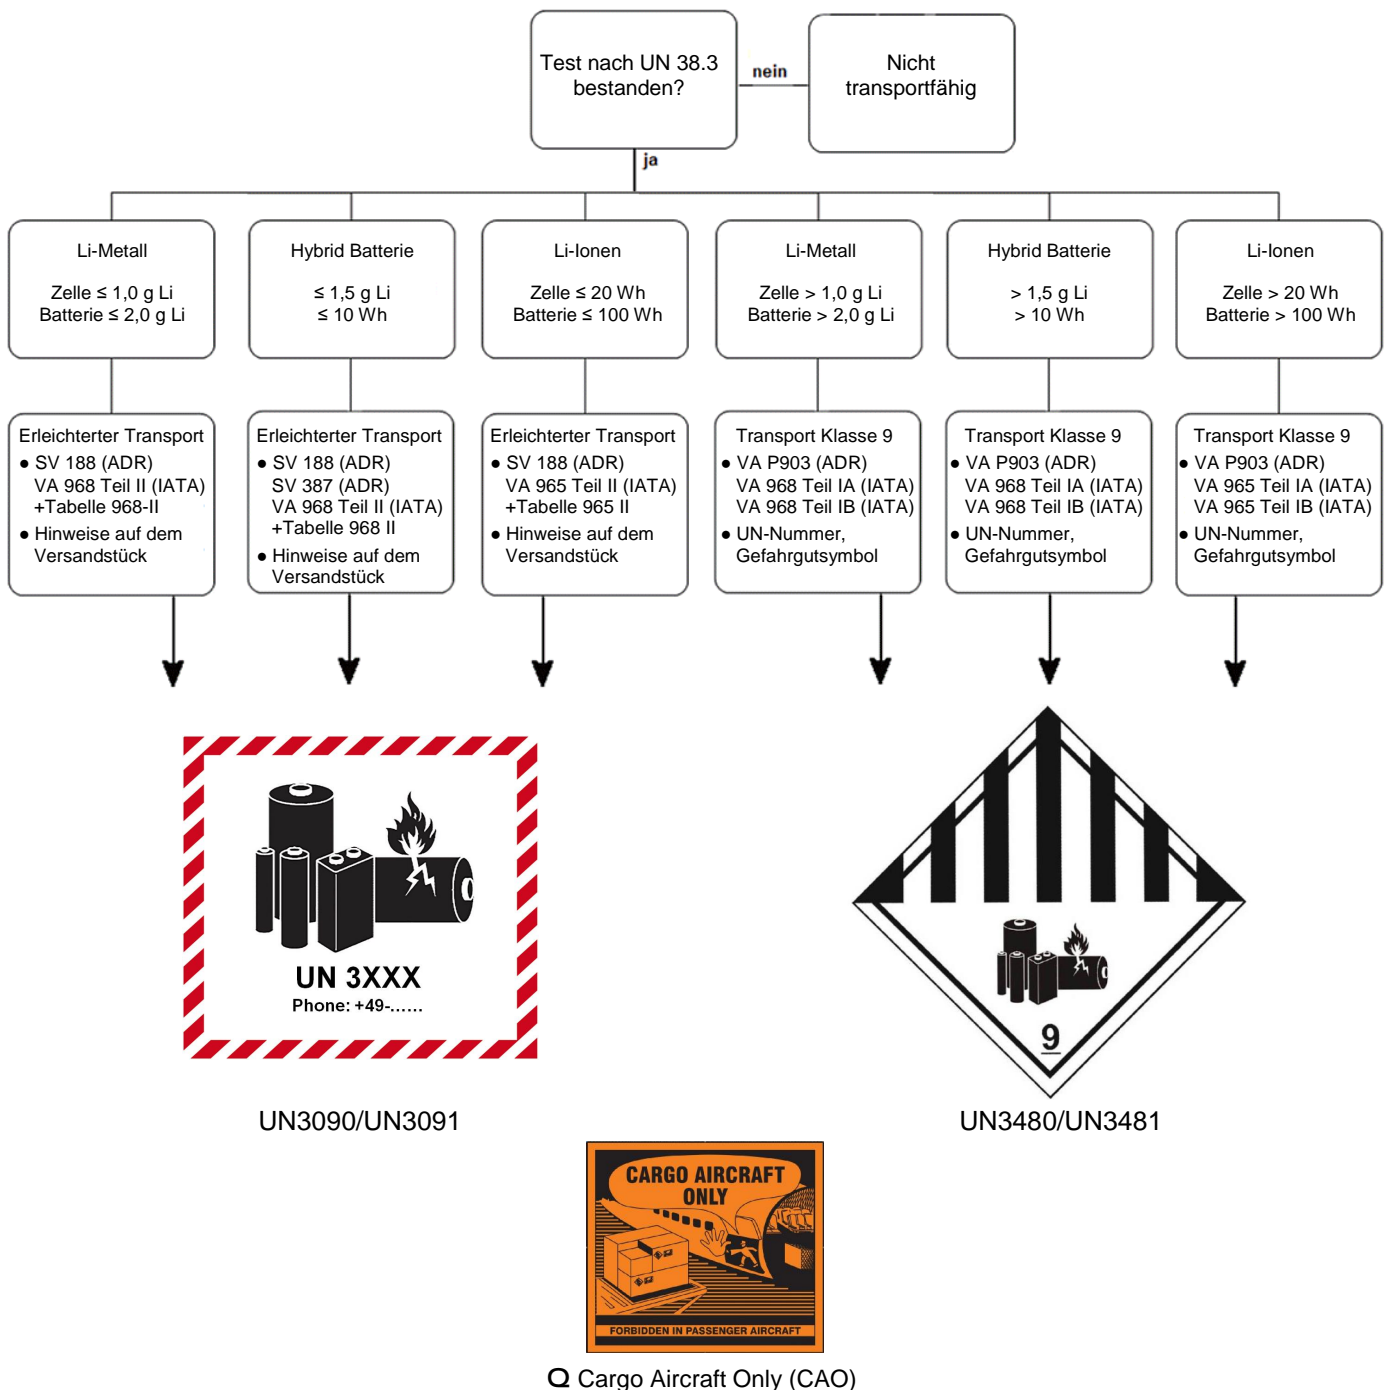 Test nach UN 38.3
bestanden?
nein
Nicht
transportfähig
ja
Li-Metall
Zelle ≤ 1,0 g Li
Batterie ≤ 2,0 g Li
Hybrid Batterie
≤ 1,5 g Li
≤ 10 Wh
Li-Ionen
Zelle ≤ 20 Wh
Batterie ≤ 100 Wh
Li-Metall
Zelle > 1,0 g Li
Batterie > 2,0 g Li
Hybrid Batterie
> 1,5 g Li
> 10 Wh
Li-Ionen
Zelle > 20 Wh
Batterie > 100 Wh
Erleichterter Transport
● SV 188 (ADR)
VA 968 Teil II (IATA)
+Tabelle 968-II
● Hinweise auf dem
Versandstück
Erleichterter Transport
● SV 188 (ADR)
SV 387 (ADR)
VA 968 Teil II (IATA)
+Tabelle 968 II
● Hinweise auf dem
Versandstück
Erleichterter Transport
● SV 188 (ADR)
VA 965 Teil II (IATA)
+Tabelle 965 II
● Hinweise auf dem
Versandstück
Transport Klasse 9
● VA P903 (ADR)
VA 968 Teil IA (IATA)
VA 968 Teil IB (IATA)
● UN-Nummer,
Gefahrgutsymbol
Transport Klasse 9
● VA P903 (ADR)
VA 968 Teil IA (IATA)
VA 968 Teil IB (IATA)
● UN-Nummer,
Gefahrgutsymbol
Transport Klasse 9
● VA P903 (ADR)
VA 965 Teil IA (IATA)
VA 965 Teil IB (IATA)
● UN-Nummer,
Gefahrgutsymbol
UN 3XXX
Phone: +49-......
9
UN3090/UN3091
UN3480/UN3481
CARGO AIRCRAFT
ONLY
FORBIDDEN IN PASSENGER AIRCRAFT
Q Cargo Aircraft Only (CAO)